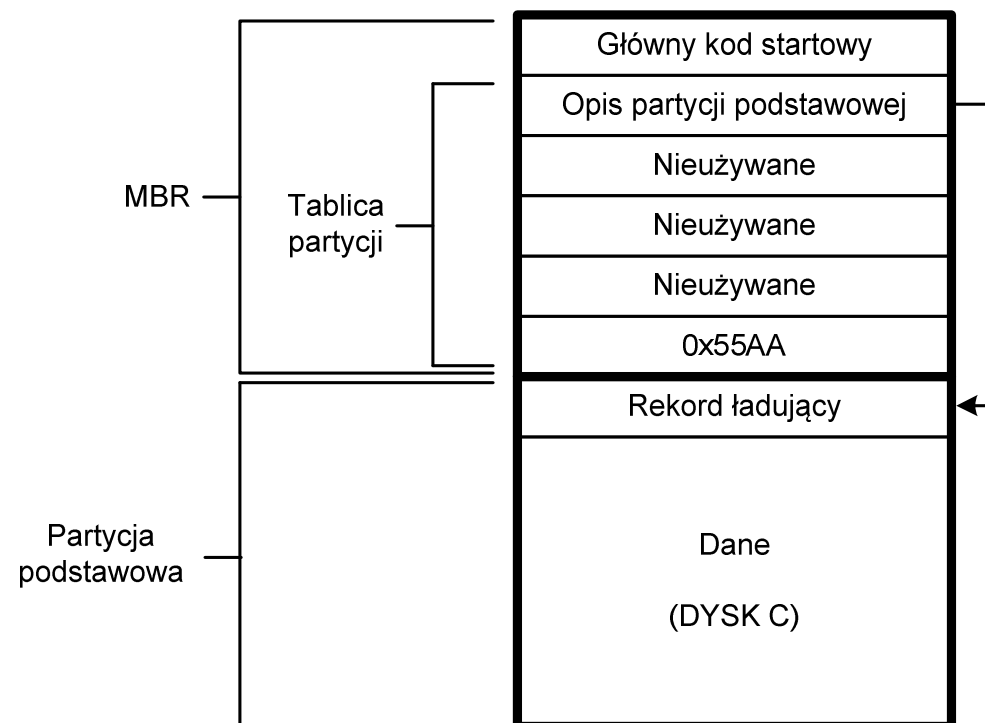 Główny kod startowy
Opis partycji podstawowej
Nieużywane
MBR
Tablica
partycji
Nieużywane
Nieużywane
0x55AA
Rekord ładujący
Partycja
podstawowa
Dane
(DYSK C)